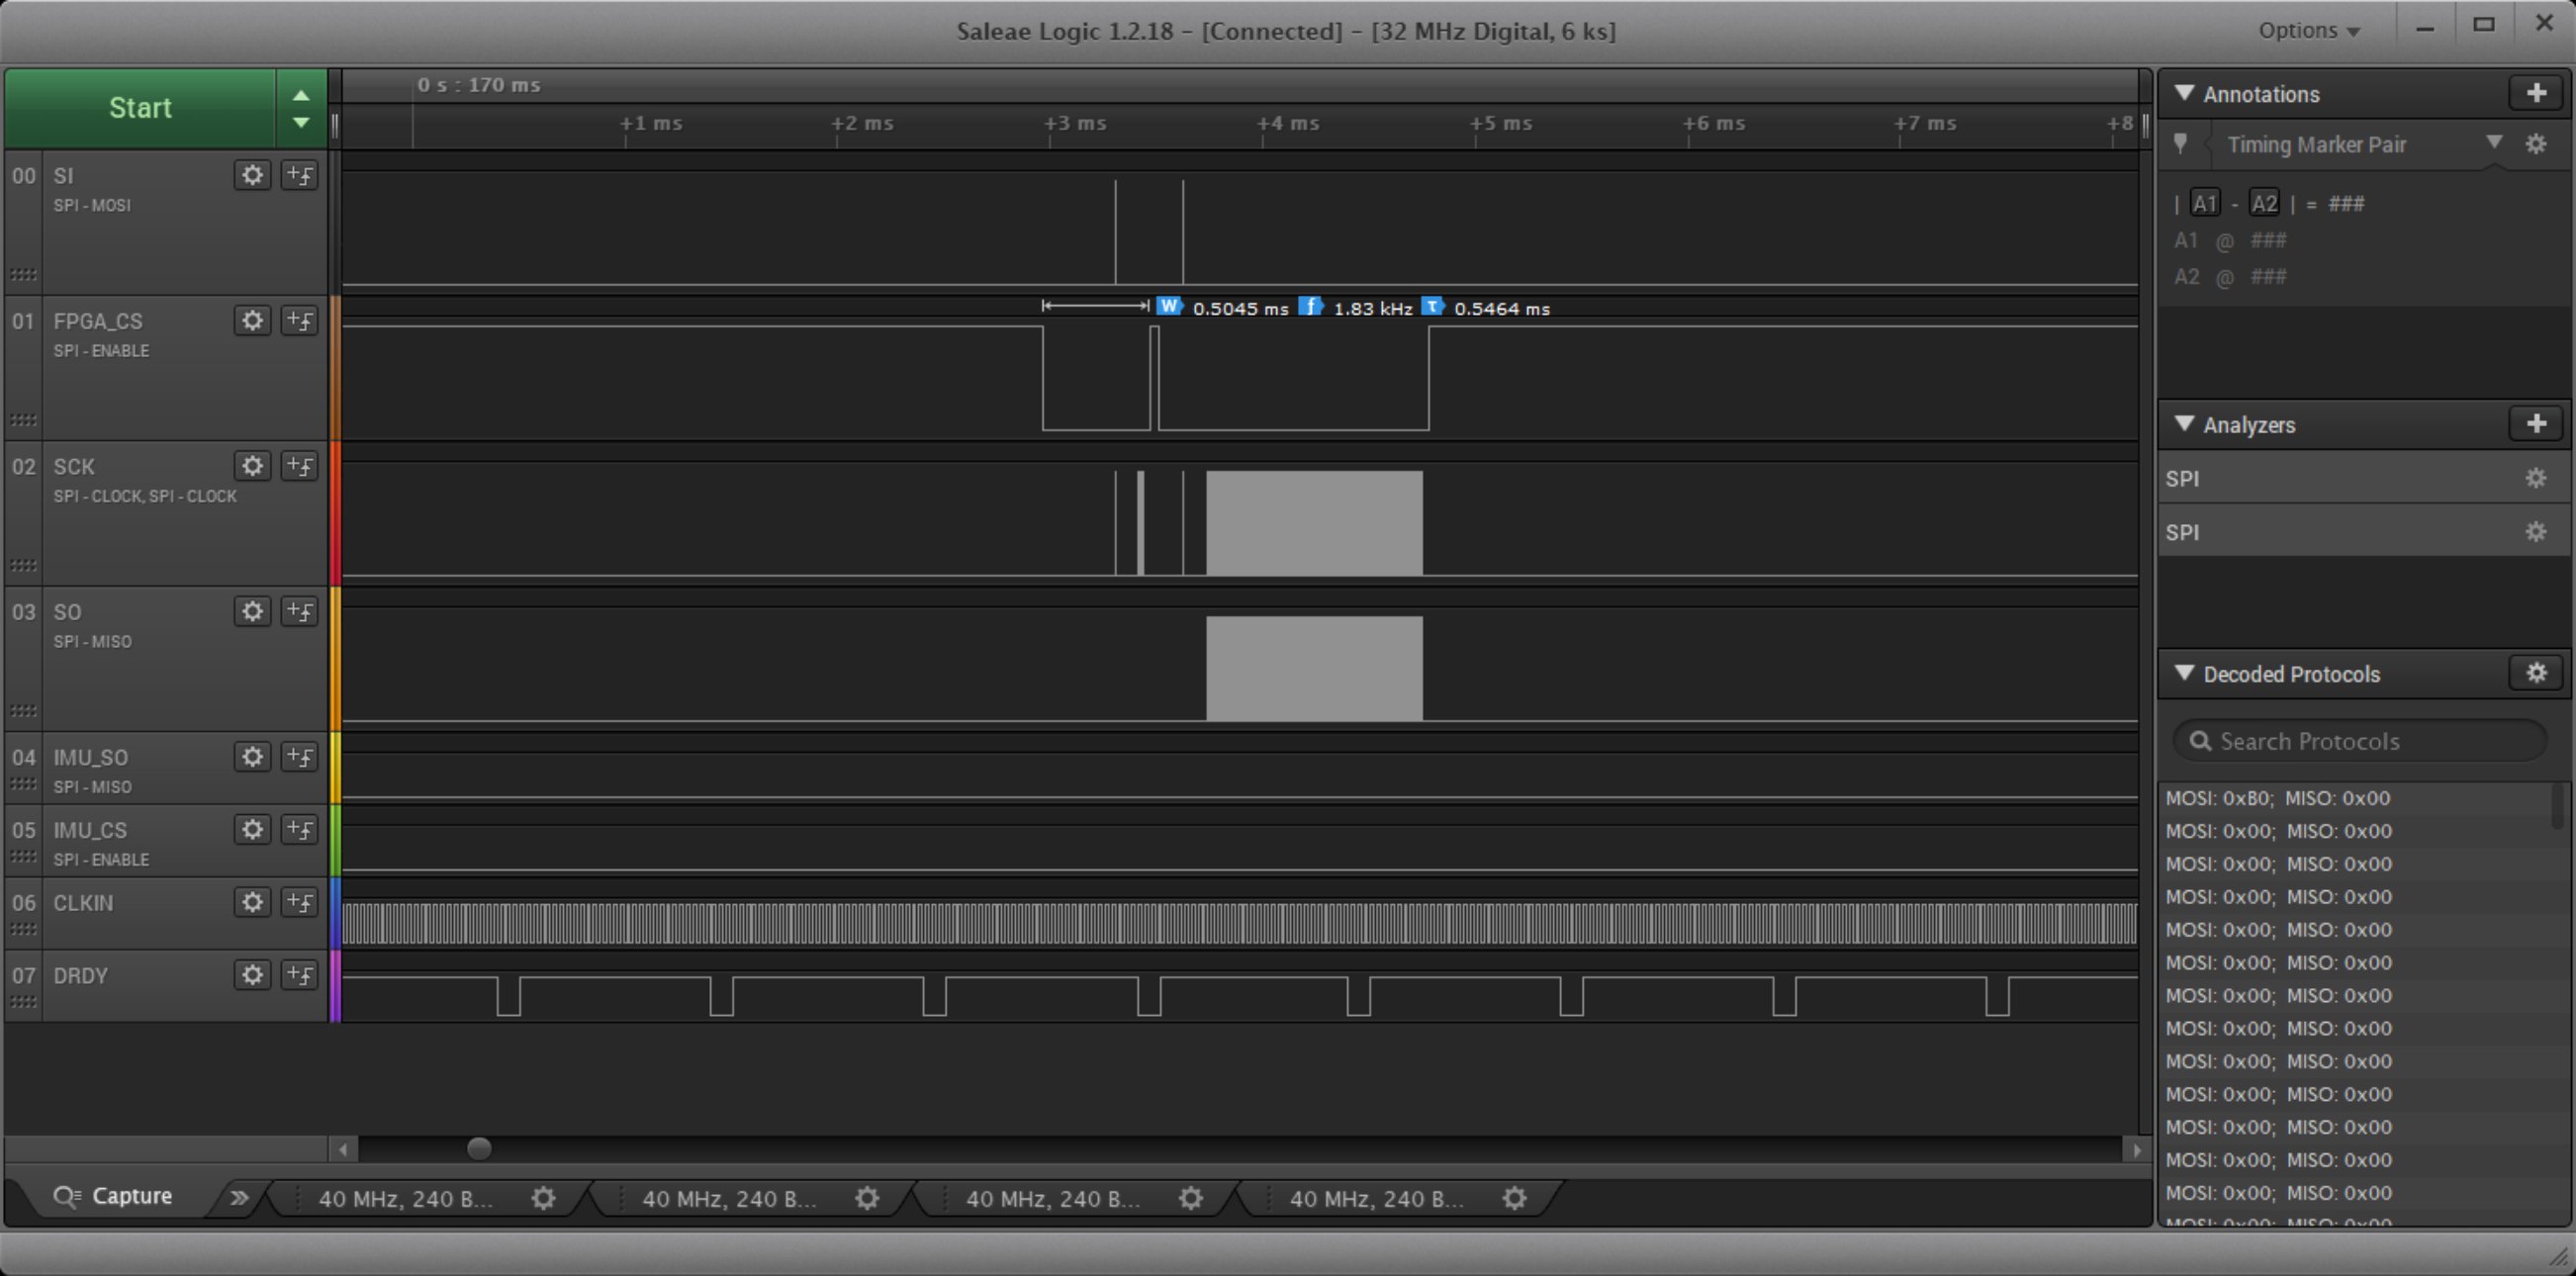 Saleae Logic 1.2.18 - [Connected] - [32 MHz Digital, 6 ks]
Options
Start
0 s : 170 ms
+1 ms +2 ms +3 ms +4 ms +5 ms +6 ms +7 ms +8
00 SI
SPI - MOSI
01 FPGA_CS
SPI - ENABLE
W 0.5045 ms f 1.83 kHz τ 0.5464 ms
02 SCK
SPI - CLOCK, SPI - CLOCK
03 SO
SPI - MISO
04 IMU_SO
SPI - MISO
05 IMU_CS
SPI - ENABLE
06 CLKIN
07 DRDY
Capture
40 MHz, 240 B...
40 MHz, 240 B...
40 MHz, 240 B...
40 MHz, 240 B...
Annotations
Timing Marker Pair
| A1 - A2 | = ###
A1 @ ###
A2 @ ###
Analyzers
SPI
SPI
Decoded Protocols
Search Protocols
MOSI: 0xB0; MISO: 0x00
MOSI: 0x00; MISO: 0x00
MOSI: 0x00; MISO: 0x00
MOSI: 0x00; MISO: 0x00
MOSI: 0x00; MISO: 0x00
MOSI: 0x00; MISO: 0x00
MOSI: 0x00; MISO: 0x00
MOSI: 0x00; MISO: 0x00
MOSI: 0x00; MISO: 0x00
MOSI: 0x00; MISO: 0x00
MOSI: 0x00; MISO: 0x00
MOSI: 0x00; MISO: 0x00
MOSI: 0x00; MISO: 0x00
MOSI: 0x00; MISO: 0x00